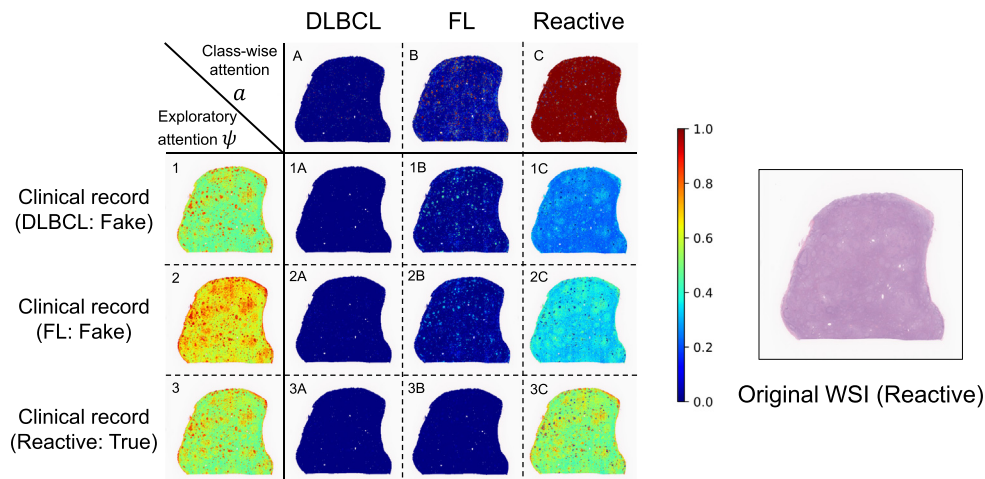 DLBCL FL Reactive
Class-wise
attention
a
Exploratory
attention ψ
A B C
1 1A 1B 1C
Clinical record
(DLBCL: Fake)
2 2A 2B 2C
Clinical record
(FL: Fake)
3 3A 3B 3C
Clinical record
(Reactive: True)
1.0
0.8
0.6
0.4
0.2
0.0
Original WSI (Reactive)